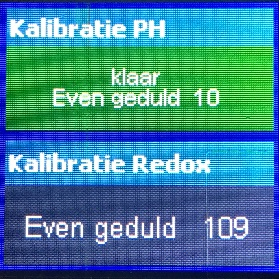 Kalibratie PH
klaar
Even geduld 10
Kalibratie Redox
Even geduld 109